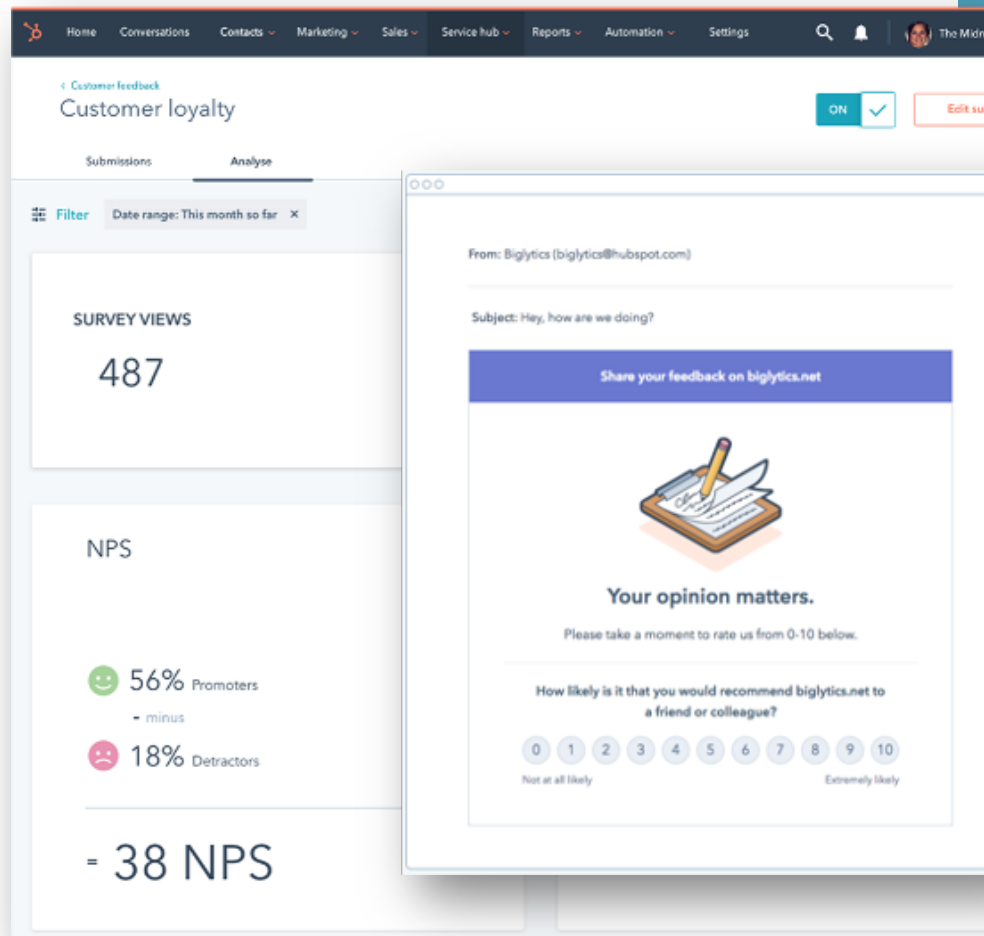 Home Conversations Contacts Marketing Sales Service hub Reports Automation Settings The Midn
Customer feedback
Customer loyalty
ON
Edit su
Submissions Analyse
Filter Date range: This month so far ×
SURVEY VIEWS
487
NPS
56% Promoters
- minus
18% Detractors
= 38 NPS
From: Biglytics (biglytics@hubspot.com)
Subject: Hey, how are we doing?
Share your feedback on biglytics.net
Your opinion matters.
Please take a moment to rate us from 0-10 below.
How likely is it that you would recommend biglytics.net to
a friend or colleague?
0 1 2 3 4 5 6 7 8 9 10
Not at all likely Extremely likely